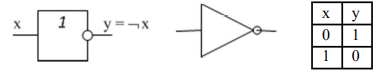 x 1 y = ¬x
x y
0 1
1 0